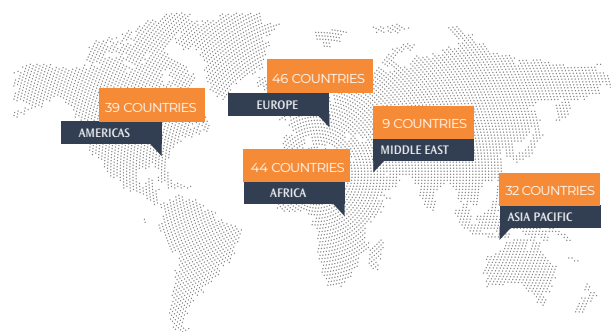 46 COUNTRIES
EUROPE
39 COUNTRIES
AMERICAS
9 COUNTRIES
MIDDLE EAST
44 COUNTRIES
AFRICA
32 COUNTRIES
ASIA PACIFIC